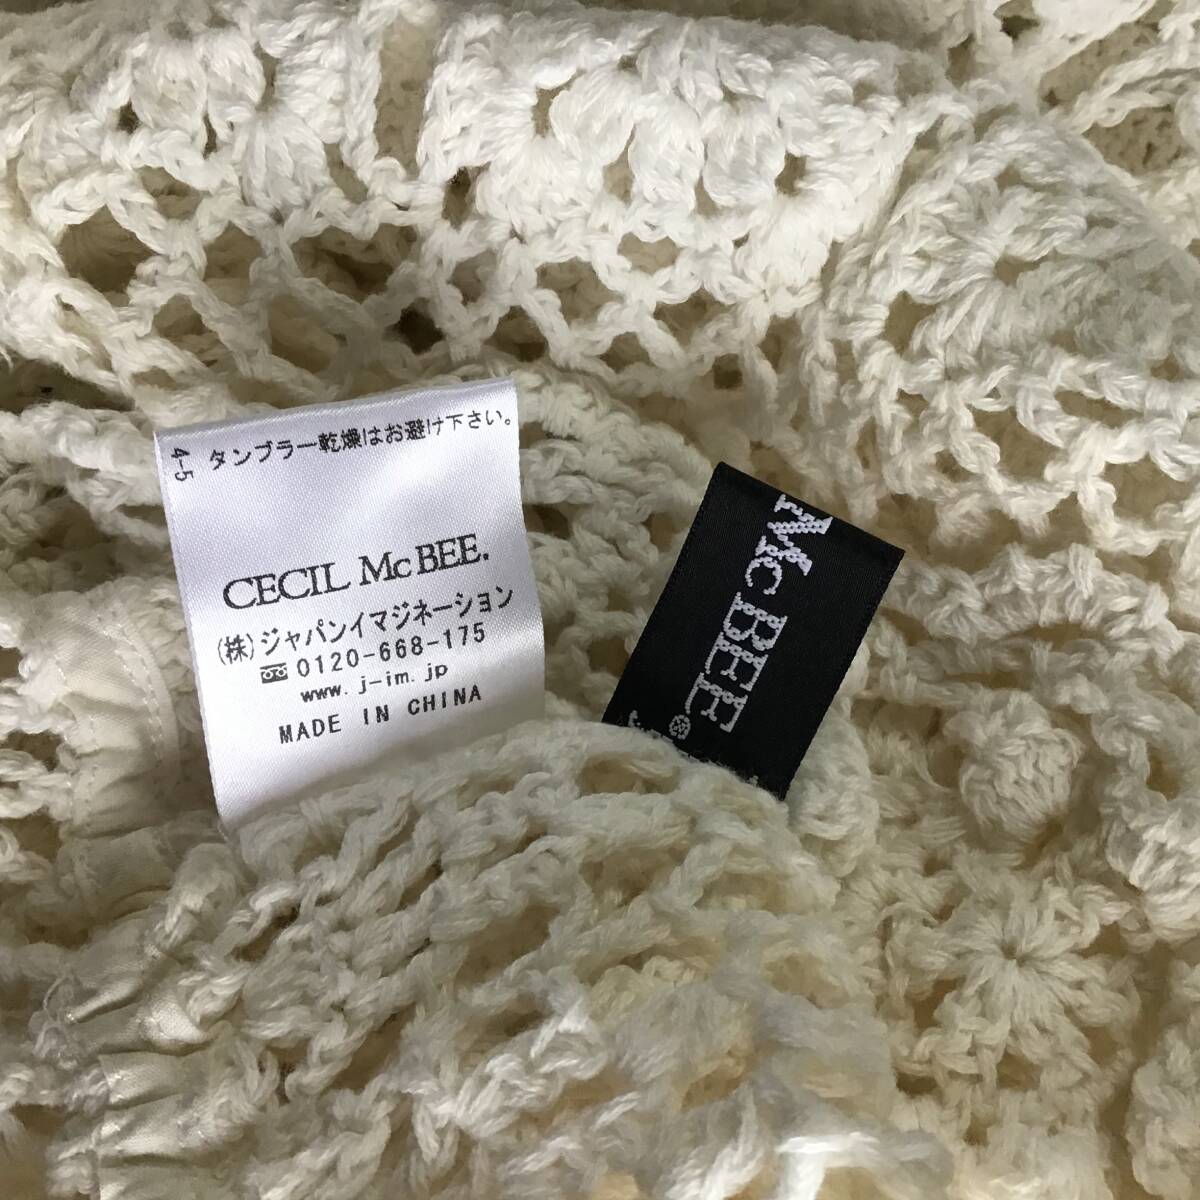 4-5 タンブラー乾燥はお避け下さい。
CECIL McBEE.
(株)ジャパンイマジネーション
0120-668-175
www.j-im.jp
MADE IN CHINA
McBEE®